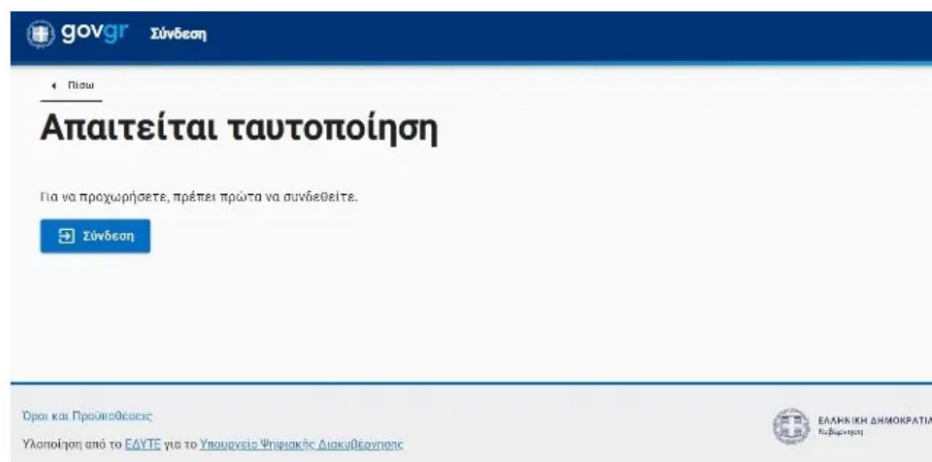 govgr Σύνδεση
Πίσω
Απαιτείται ταυτοποίηση
Για να προχωρήσετε, πρέπει πρώτα να συνδεθείτε.
Σύνδεση
Όροι και Προϋποθέσεις
Υλοποίηση από το ΕΔΥΤΕ για το Υπουργείο Ψηφιακής Διακυβέρνησης
ΕΛΛΗΝΙΚΗ ΔΗΜΟΚΡΑΤΙΑ
Κυβέρνηση